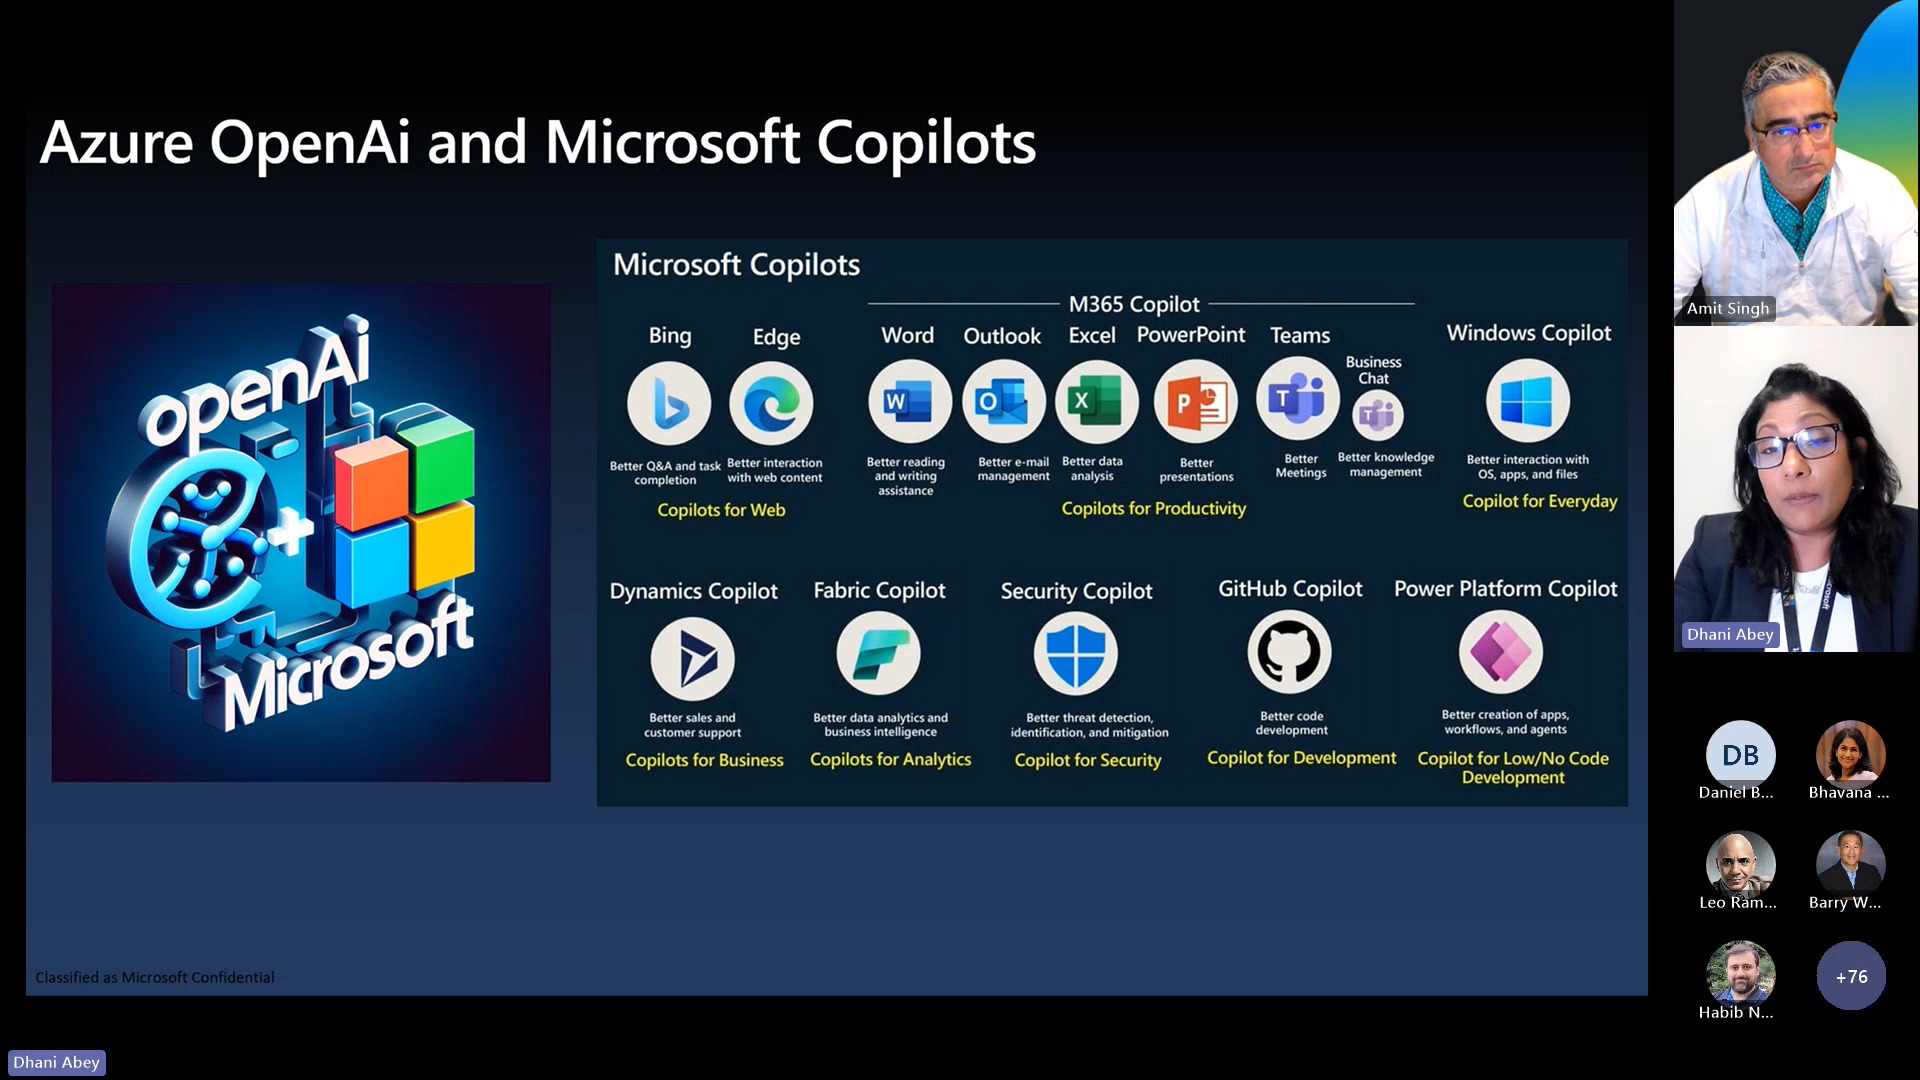 Azure OpenAi and Microsoft Copilots
openAi
+
Microsoft
Microsoft Copilots
M365 Copilot
Bing
Edge
Word
Outlook
Excel
PowerPoint
Teams
Business
Chat
Windows Copilot
Better Q&A and task
completion
Better interaction
with web content
Better reading
and writing
assistance
Better e-mail
management
Better data
analysis
Better
presentations
Better
Meetings
Better knowledge
management
Better interaction with
OS, apps, and files
Copilots for Web
Copilots for Productivity
Copilot for Everyday
Dynamics Copilot
Fabric Copilot
Security Copilot
GitHub Copilot
Power Platform Copilot
Better sales and
customer support
Better data analytics and
business intelligence
Better threat detection,
identification, and mitigation
Better code
development
Better creation of apps,
workflows, and agents
Copilots for Business
Copilots for Analytics
Copilot for Security
Copilot for Development
Copilot for Low/No Code
Development
Classified as Microsoft Confidential
Dhani Abey
Amit Singh
Microsoft
Dhani Abey
DB
Daniel B...
Bhavana ...
Leo Ram...
Barry W...
Habib N...
+76